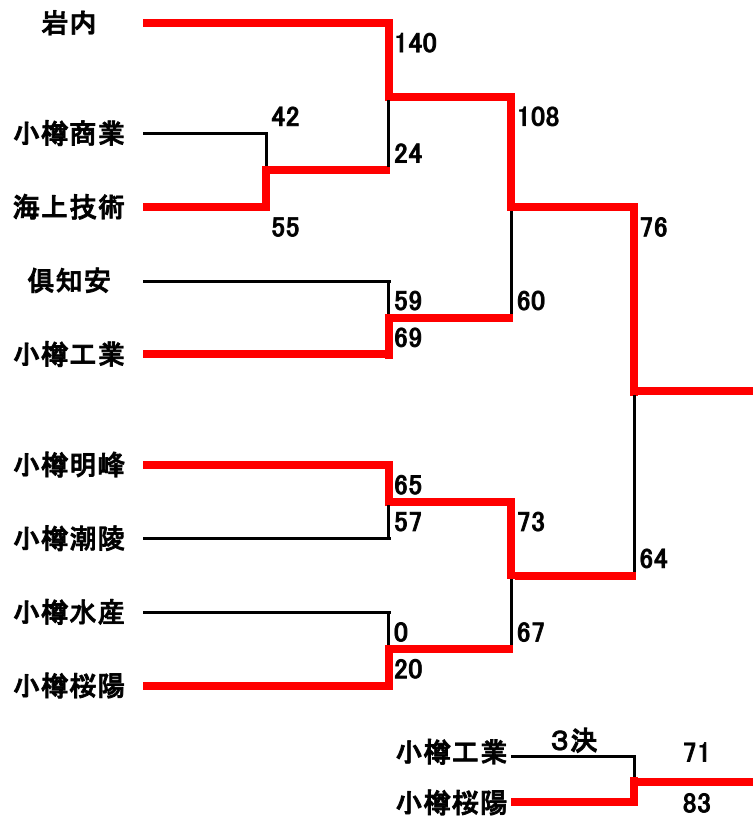 岩内
140
42
108
小樽商業
24
海上技術
55
76
倶知安
59
60
69
小樽工業
小樽明峰
65
73
57
小樽潮陵
64
小樽水産
0
67
20
小樽桜陽
小樽工業 ３決 71
小樽桜陽 83